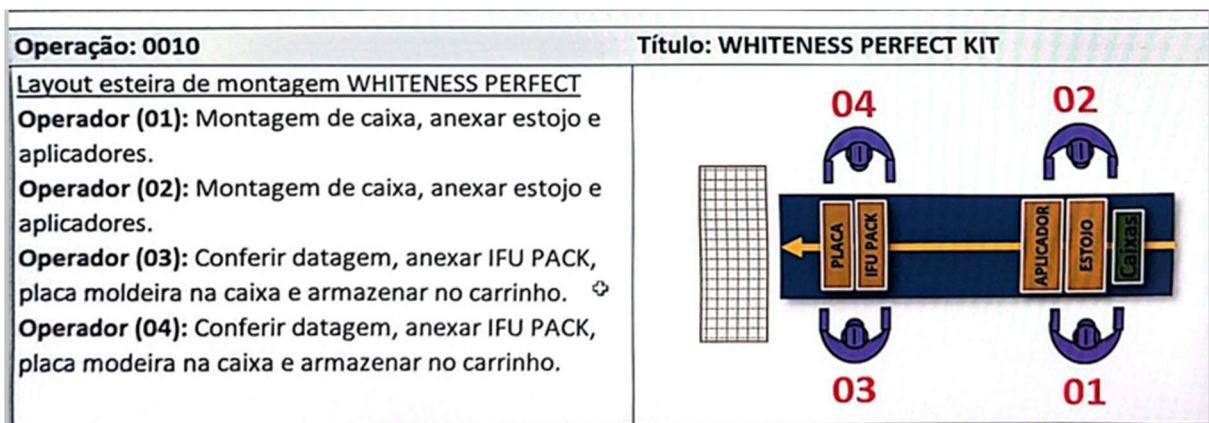 Operação: 0010
Título: WHITENESS PERFECT KIT
Layout esteira de montagem WHITENESS PERFECT
Operador (01): Montagem de caixa, anexar estojo e
aplicadores.
Operador (02): Montagem de caixa, anexar estojo e
aplicadores.
Operador (03): Conferir datagem, anexar IFU PACK,
placa moldeira na caixa e armazenar no carrinho.
Operador (04): Conferir datagem, anexar IFU PACK,
placa modeira na caixa e armazenar no carrinho.
04
02
PLACA
IFU PACK
APLICADOR
ESTOJO
Caixas
03
01